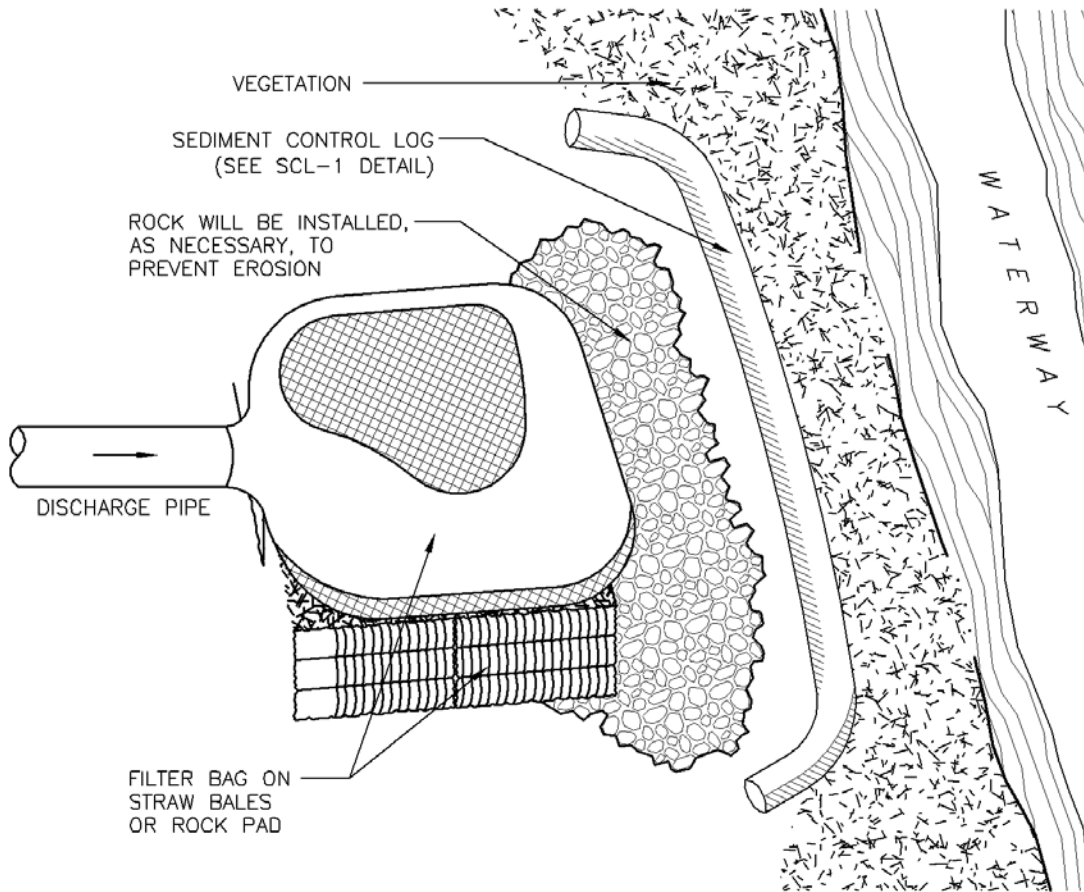 VEGETATION
SEDIMENT CONTROL LOG
(SEE SCL-1 DETAIL)
ROCK WILL BE INSTALLED,
AS NECESSARY, TO
PREVENT EROSION
WATERWAY
DISCHARGE PIPE
FILTER BAG ON
STRAW BALES
OR ROCK PAD